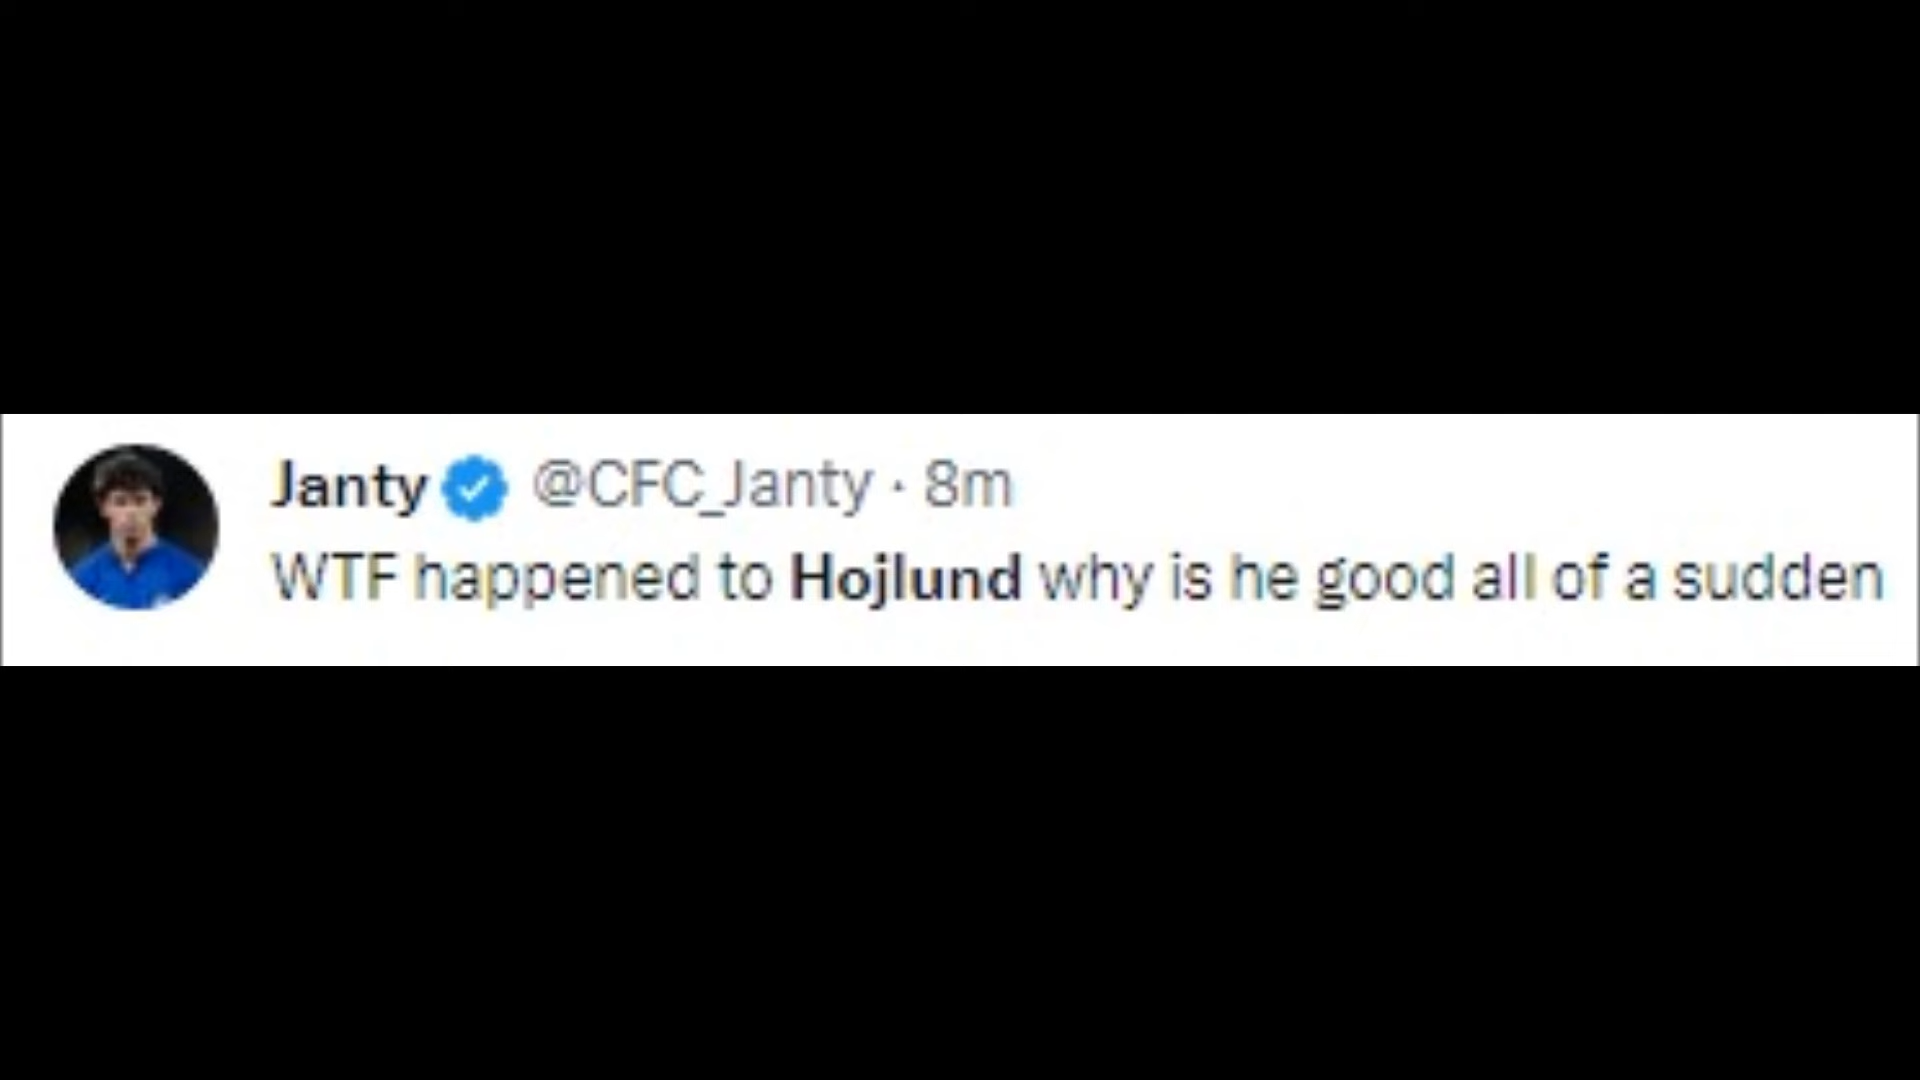 Janty @CFC_Janty · 8m
WTF happened to Hojlund why is he good all of a sudden